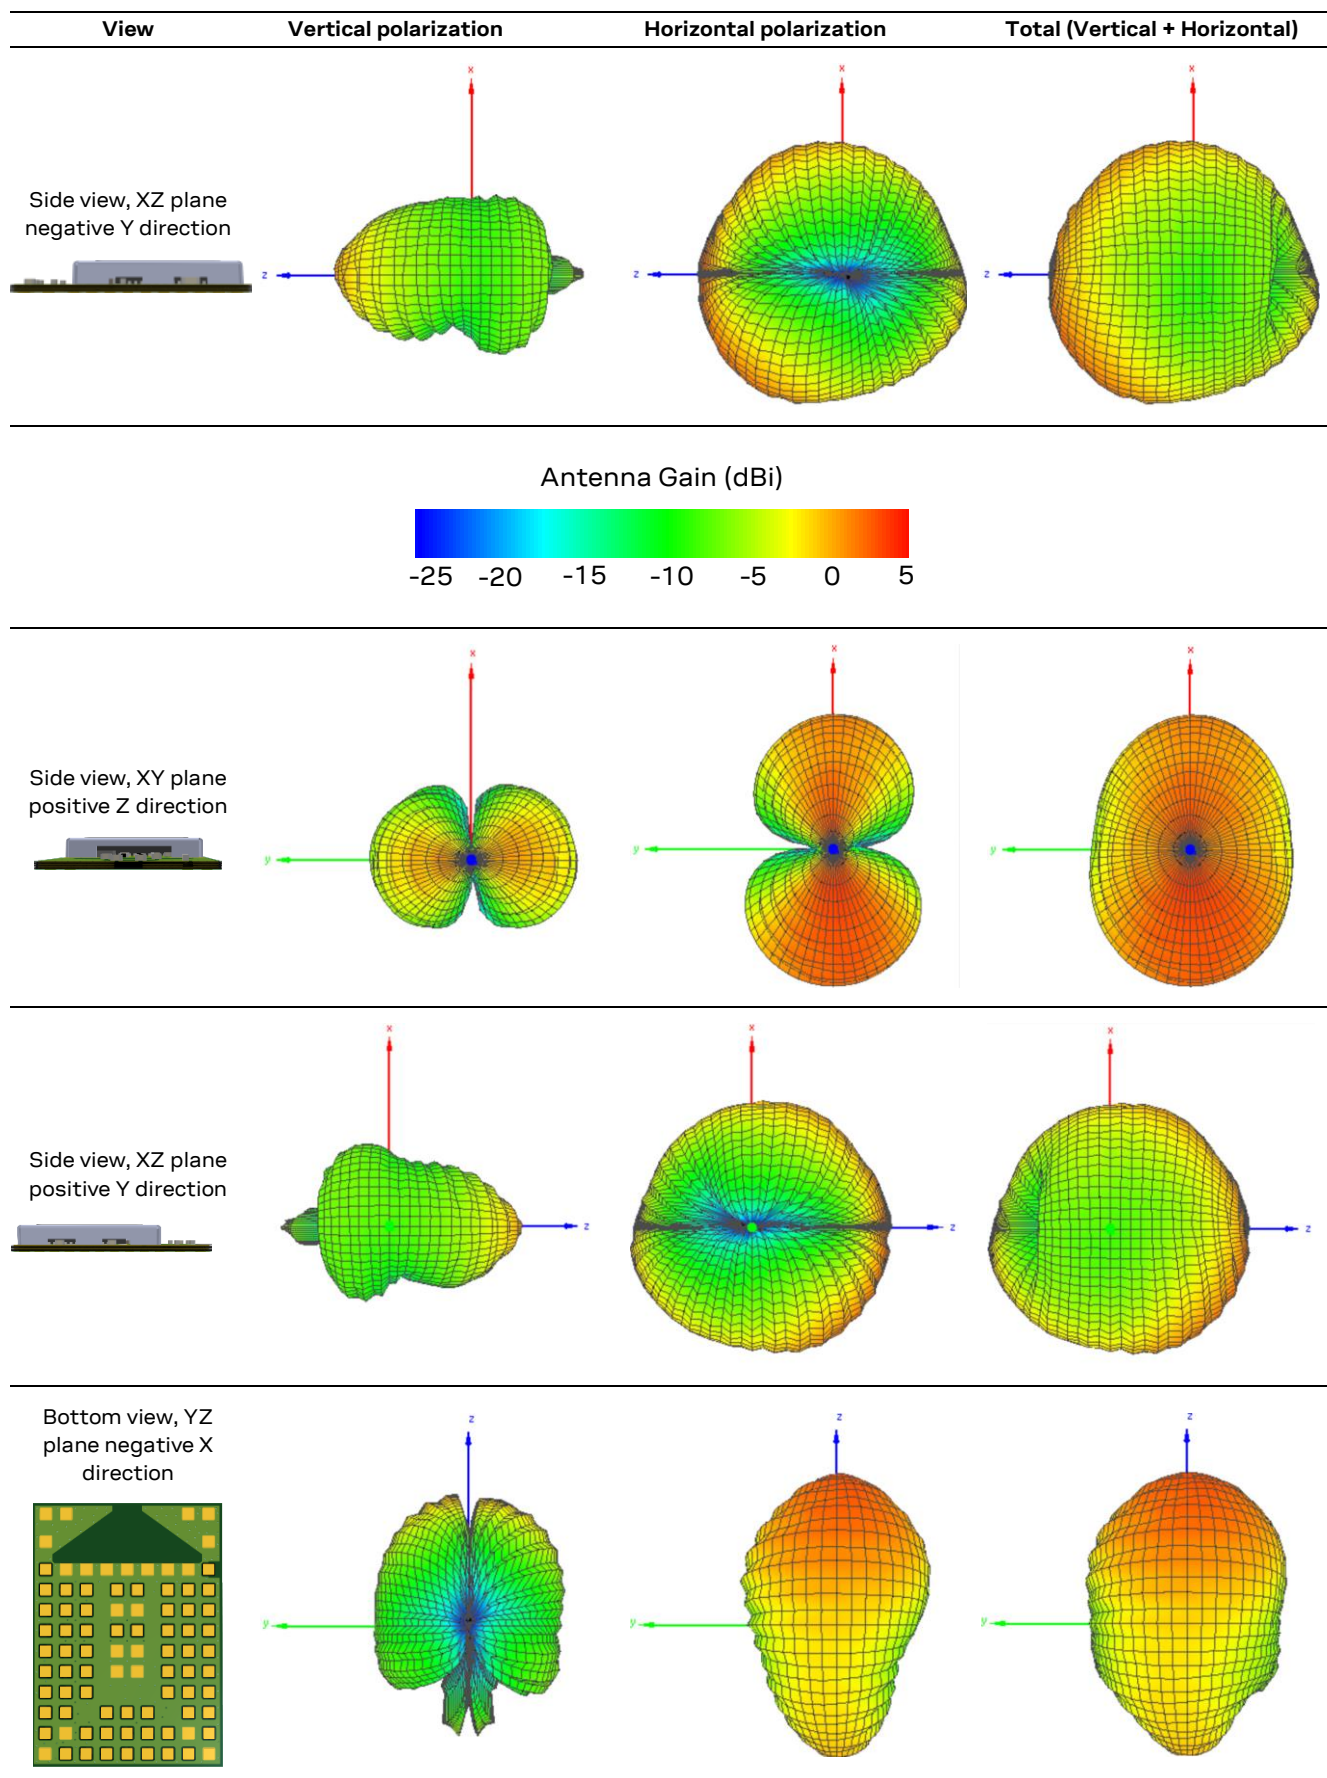 View Vertical polarization Horizontal polarization Total (Vertical + Horizontal)
x x x
Side view, XZ plane
negative Y direction
z z z
Antenna Gain (dBi)
-25 -20 -15 -10 -5 0 5
x x x
Side view, XY plane
positive Z direction
y y y
x x x
Side view, XZ plane
positive Y direction
z z z
Bottom view, YZ
plane negative X
direction
z z z
y y y